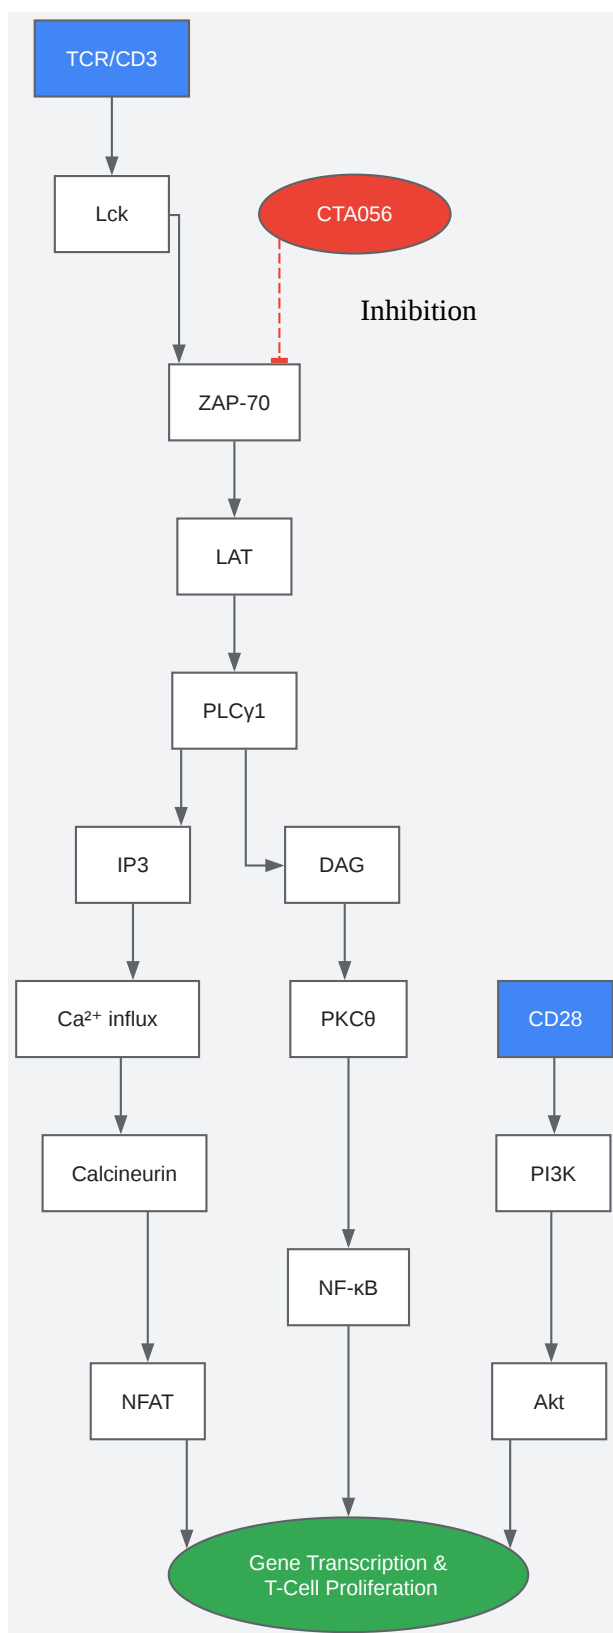 TCR/CD3
Lck
CTA056
Inhibition
ZAP-70
LAT
PLCγ1
IP3
DAG
Ca²⁺ influx
PKCθ
CD28
Calcineurin
PI3K
NF-κB
NFAT
Akt
Gene Transcription &
T-Cell Proliferation